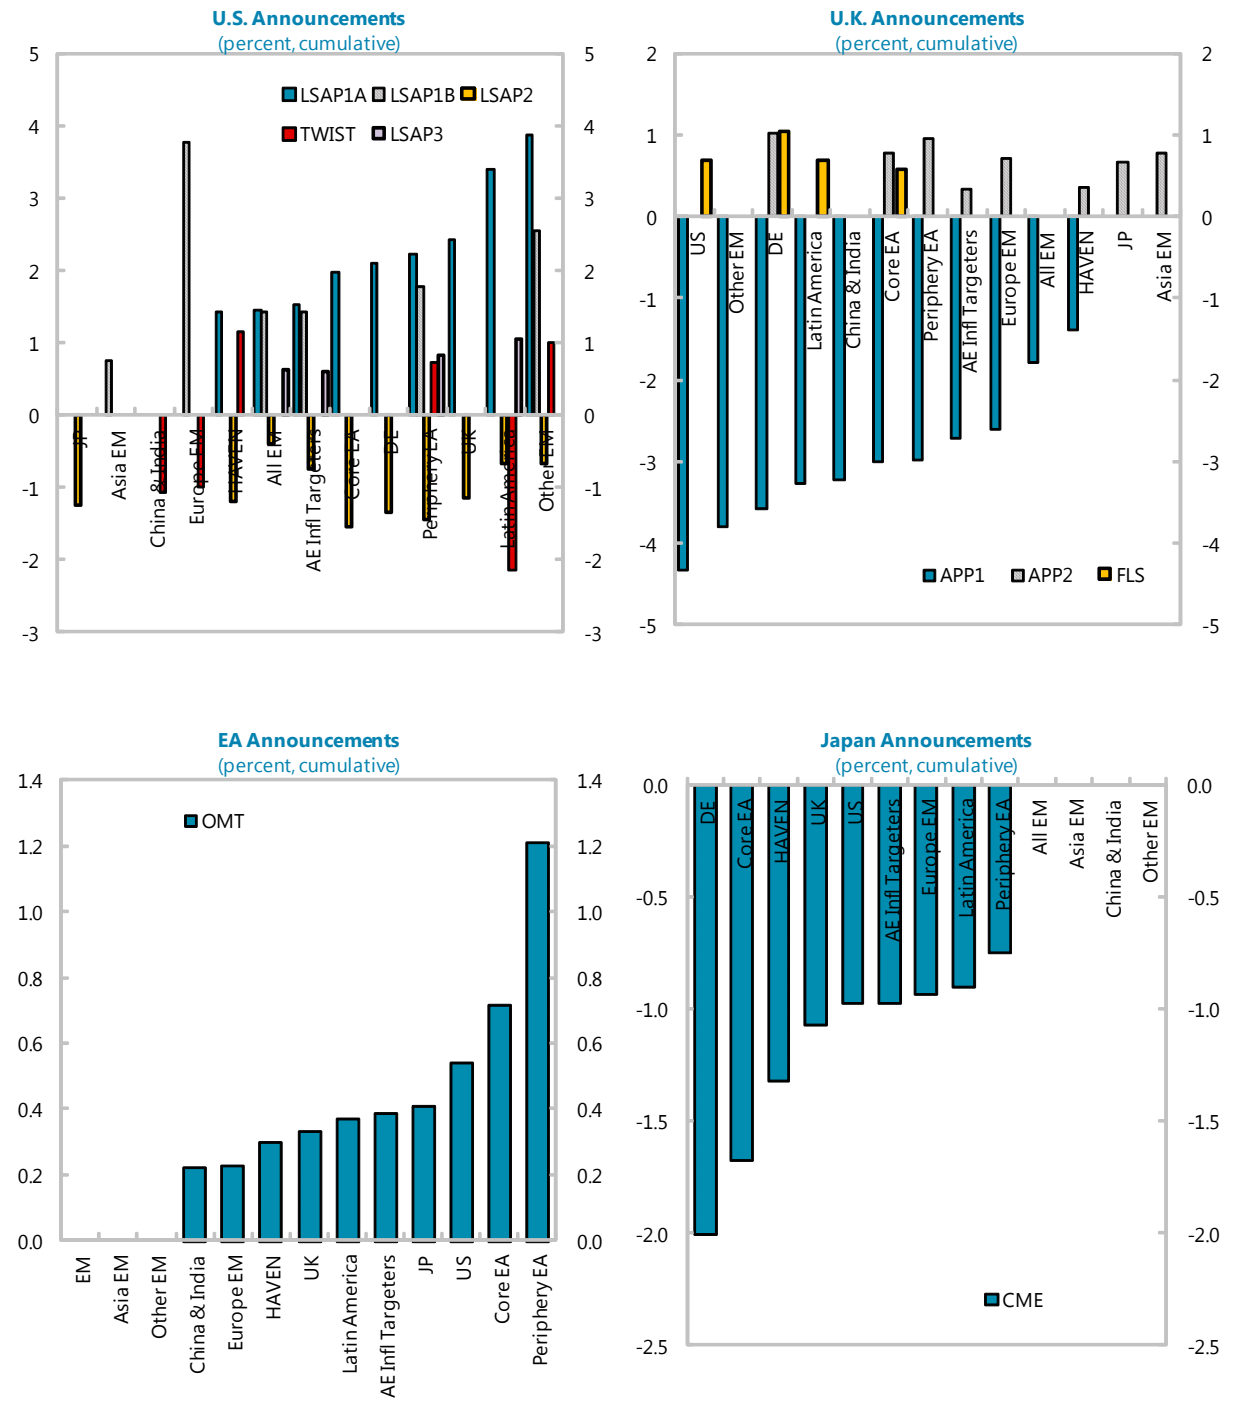 U.S. Announcements
(percent, cumulative)
5
4
3
2
1
0
-1
-2
-3
5
4
3
2
1
0
-1
-2
-3
LSAP1A LSAP1B LSAP2
TWIST LSAP3
JP
Asia EM
China & India
Europe EM
HAVEN
All EM
AE Infl Targeters
Core EA
DE
Periphery EA
UK
Latin America
Other EM
U.K. Announcements
(percent, cumulative)
2
1
0
-1
-2
-3
-4
-5
2
1
0
-1
-2
-3
-4
-5
US
Other EM
DE
Latin America
China & India
Core EA
Periphery EA
AE Infl Targeters
Europe EM
All EM
HAVEN
JP
Asia EM
APP1 APP2 FLS
EA Announcements
(percent, cumulative)
1.4
1.2
1.0
0.8
0.6
0.4
0.2
0.0
1.4
1.2
1.0
0.8
0.6
0.4
0.2
0.0
OMT
EM
Asia EM
Other EM
China & India
Europe EM
HAVEN
UK
Latin America
AE Infl Targeters
JP
US
Core EA
Periphery EA
Japan Announcements
(percent, cumulative)
0.0
-0.5
-1.0
-1.5
-2.0
-2.5
0.0
-0.5
-1.0
-1.5
-2.0
-2.5
DE
Core EA
HAVEN
UK
US
AE Infl Targeters
Europe EM
Latin America
Periphery EA
All EM
Asia EM
China & India
Other EM
CME